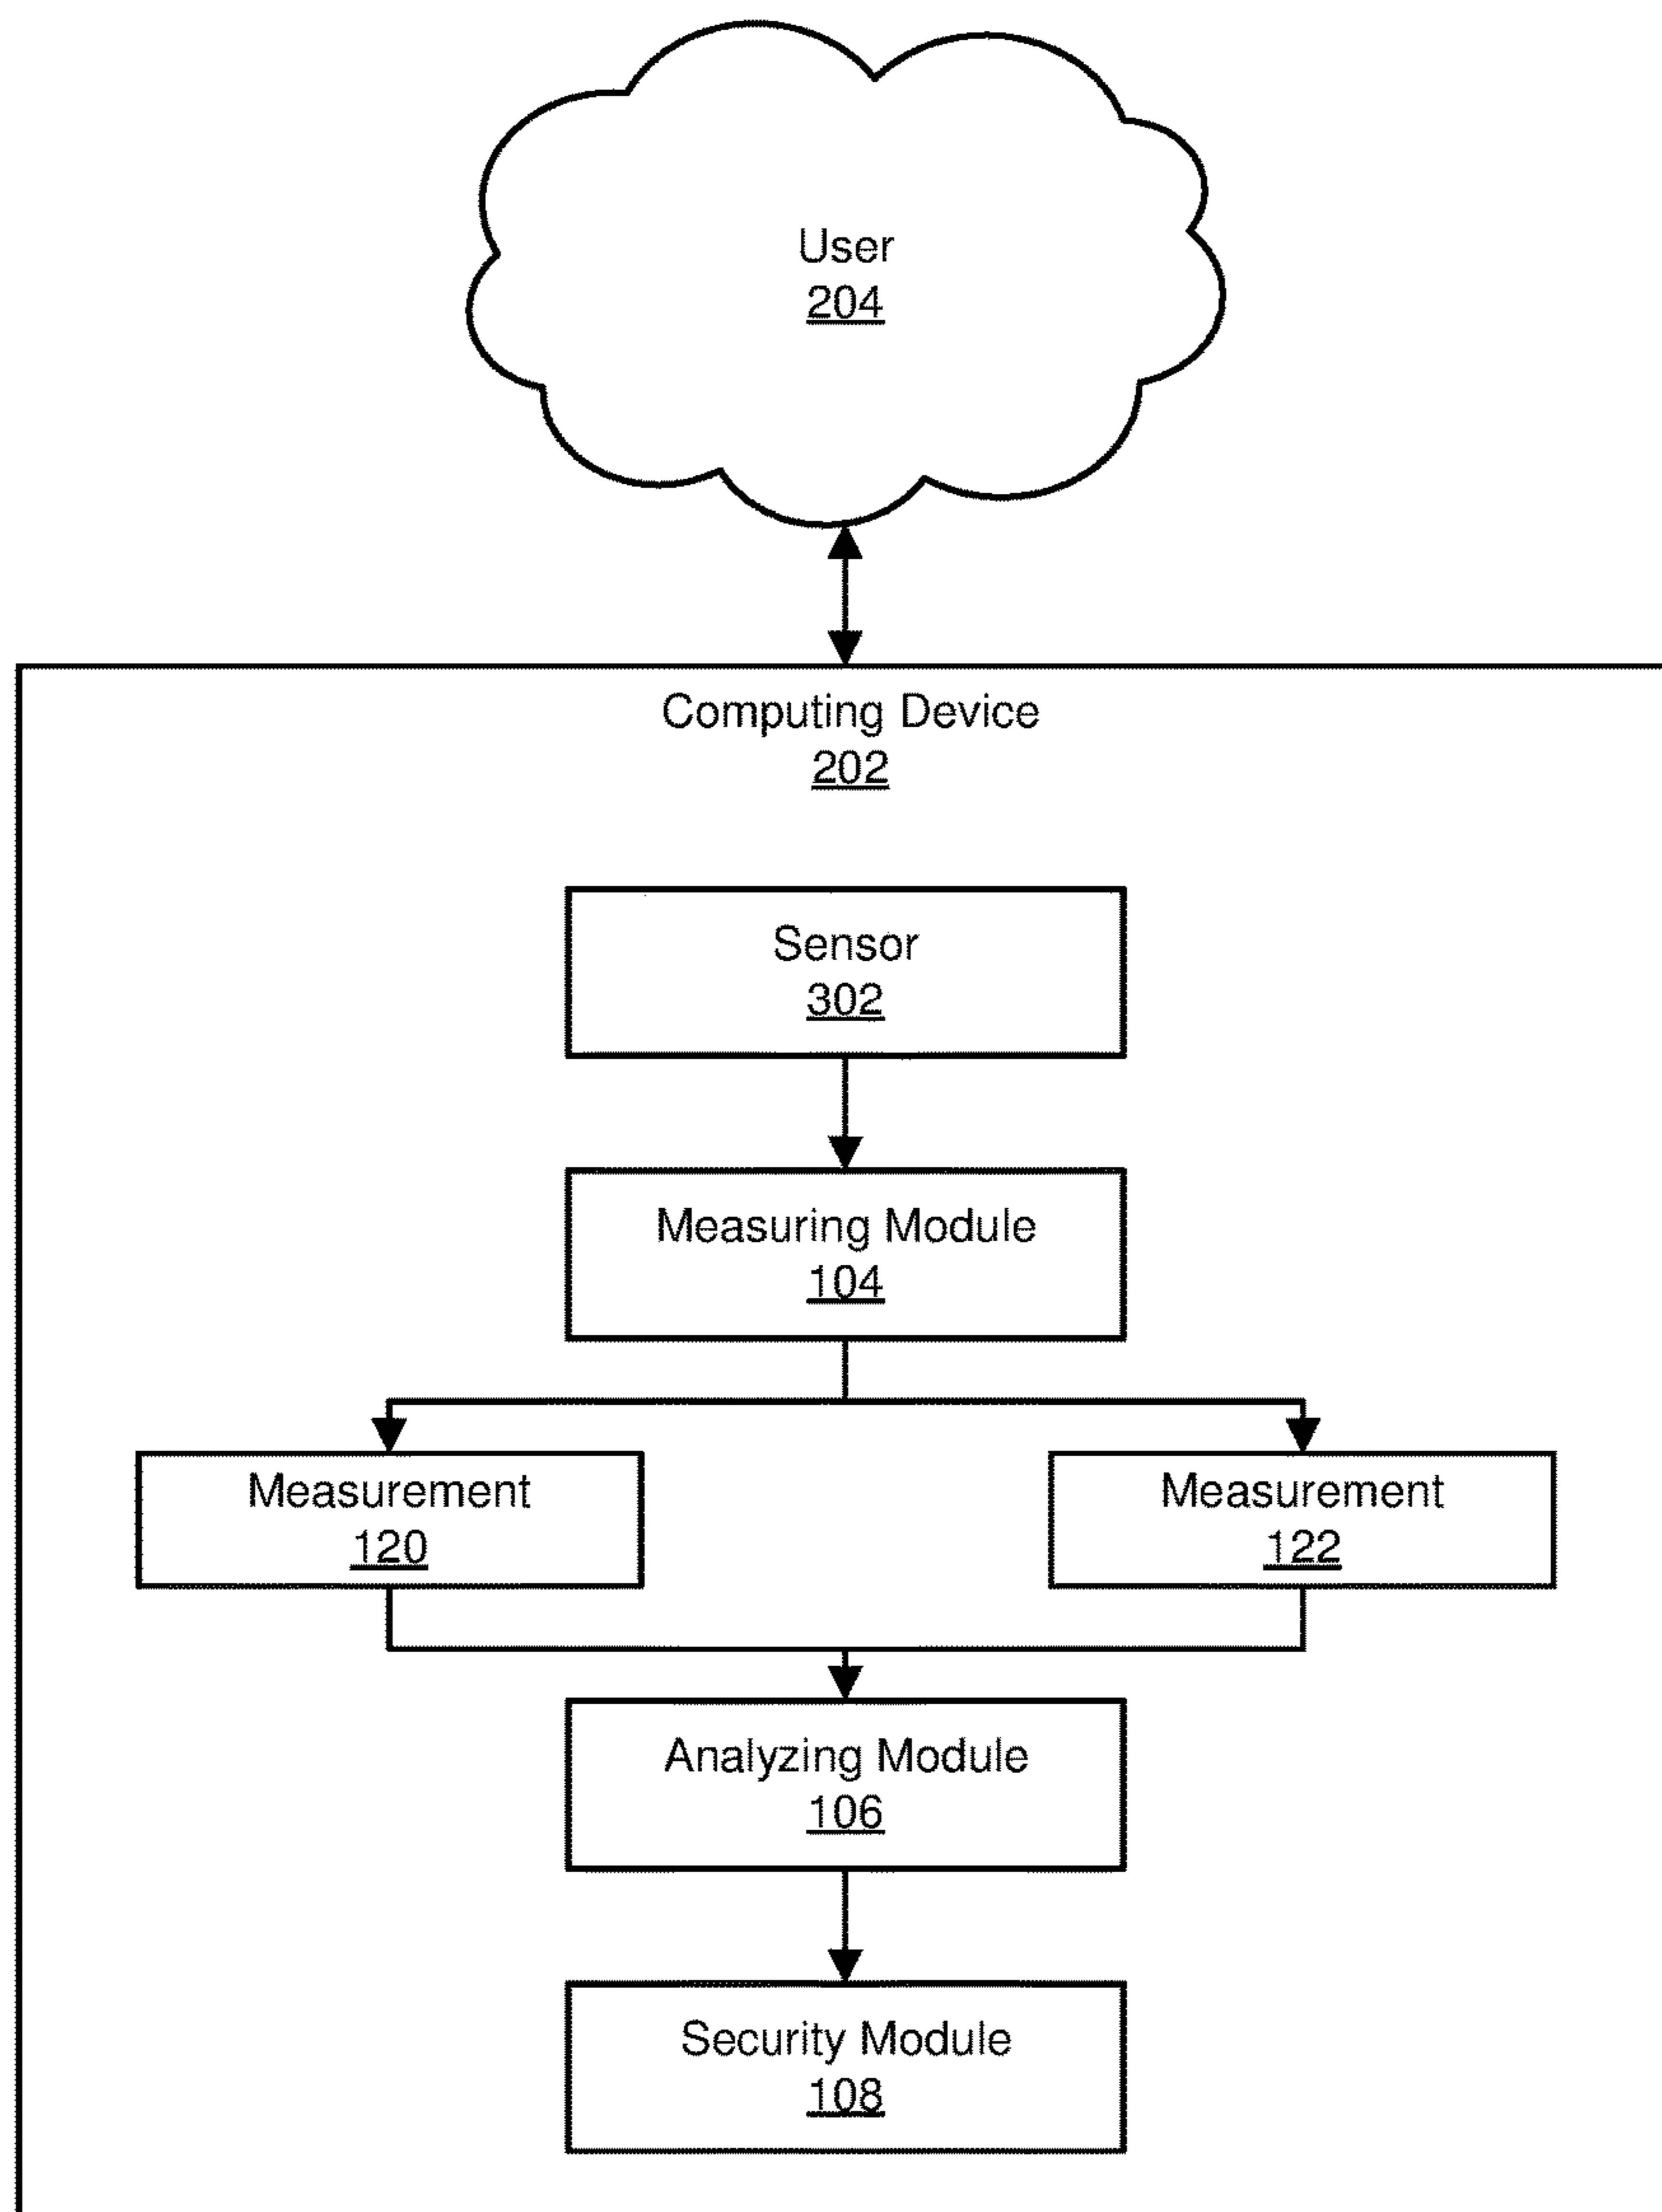 User
204
Computing Device
202
Sensor
302
Measuring Module
104
Measurement
120
Measurement
122
Analyzing Module
106
Security Module
108